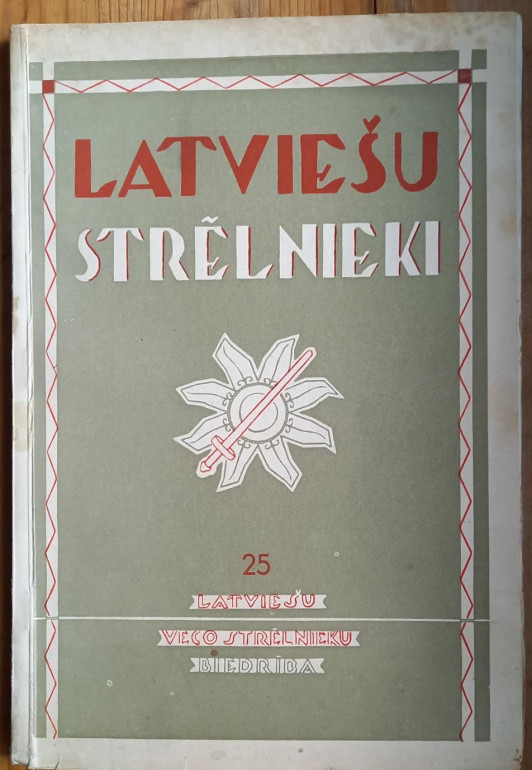 LATVIEŠU
STRĒLNIEKI
25
LATVIEŠU
VECO STRĒLNIEKU
BIEDRĪBA